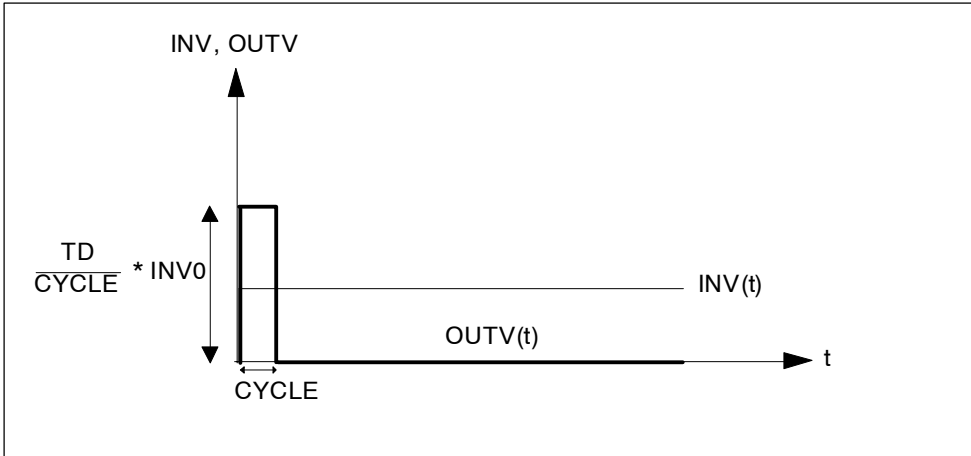 INV, OUTV
TD
CYCLE * INV0
INV(t)
OUTV(t)
t
CYCLE